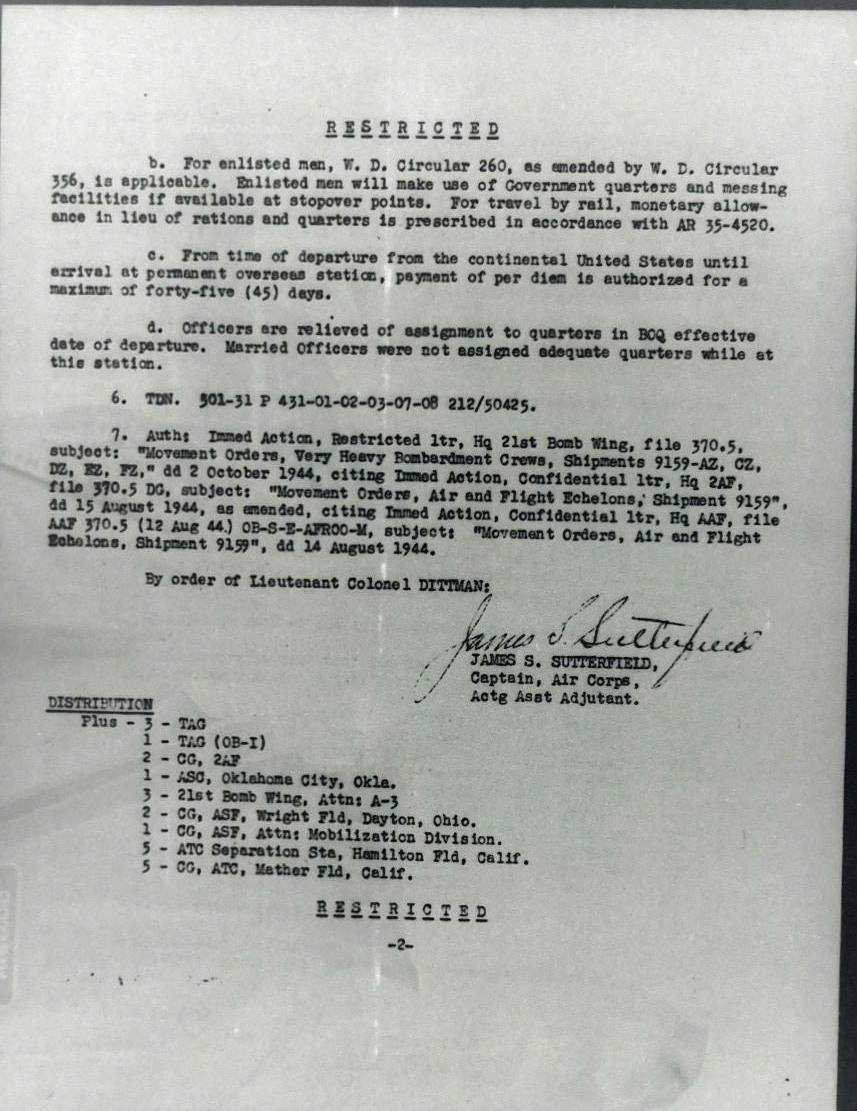 R E S T R I C T E D
b. For enlisted men, W. D. Circular 260, as amended by W. D. Circular
356, is applicable. Enlisted men will make use of Government quarters and messing
facilities if available at stopover points. For travel by rail, monetary allow-
ance in lieu of rations and quarters is prescribed in accordance with AR 35-4520.
c. From time of departure from the continental United States until
arrival at permanent overseas station, payment of per diem is authorized for a
maximum of forty-five (45) days.
d. Officers are relieved of assignment to quarters in BOQ effective
date of departure. Married Officers were not assigned adequate quarters while at
this station.
6. TDN. 501-31 P 431-01-02-03-07-08 212/50425.
7. Auth: Immed Action, Restricted ltr, Hq 21st Bomb Wing, file 370.5,
subject: "Movement Orders, Very Heavy Bombardment Crews, Shipments 9159-AZ, CZ,
DZ, EZ, FZ," dd 2 October 1944, citing Immed Action, Confidential ltr, Hq 2AF,
file 370.5 DG, subject: "Movement Orders, Air and Flight Echelons, Shipment 9159",
dd 15 August 1944, as amended, citing Immed Action, Confidential ltr, Hq AAF, file
AAF 370.5 (12 Aug 44) OB-S-E-AFROO-M, subject: "Movement Orders, Air and Flight
Echelons, Shipment 9159", dd 14 August 1944.
By order of Lieutenant Colonel DITTMAN:
James S. Sutterfield
JAMES S. SUTTERFIELD,
Captain, Air Corps,
Actg Asst Adjutant.
DISTRIBUTION
Plus - 3 - TAG
1 - TAG (OB-I)
2 - CG, 2AF
1 - ASC, Oklahoma City, Okla.
3 - 21st Bomb Wing, Attn: A-3
2 - CG, ASF, Wright Fld, Dayton, Ohio.
1 - CG, ASF, Attn: Mobilization Division.
5 - ATC Separation Sta, Hamilton Fld, Calif.
5 - CG, ATC, Mather Fld, Calif.
R E S T R I C T E D
-2-